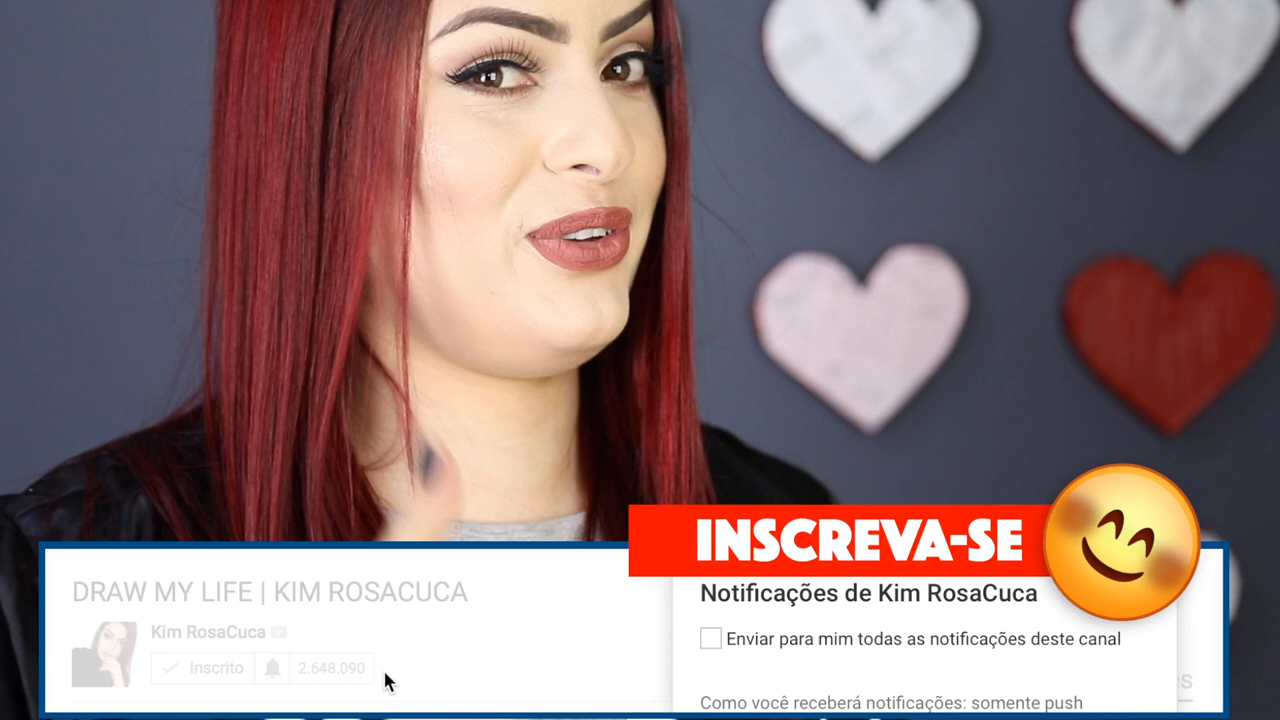 INSCREVA-SE
DRAW MY LIFE | KIM ROSACUCA
Kim RosaCuca
Inscrito
2.648.090
Notificações de Kim RosaCuca
Enviar para mim todas as notificações deste canal
Como você receberá notificações: somente push